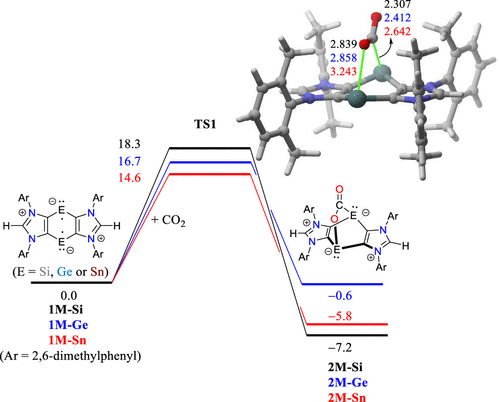 2.307
2.412
2.642
2.839
2.858
3.243
TS1
18.3
16.7
14.6
+ CO₂
Ar
Ar
E
⊖
N
N
⊕
H
H
N
N
⊕
E
⊖
Ar
Ar
(E = Si, Ge or Sn)
0.0
1M-Si
1M-Ge
1M-Sn
(Ar = 2,6-dimethylphenyl)
O
C
⊖
Ar
O
E
Ar
N
N
⊕
H
H
N
E
N
⊕
Ar
⊖
Ar
−0.6
−5.8
−7.2
2M-Si
2M-Ge
2M-Sn